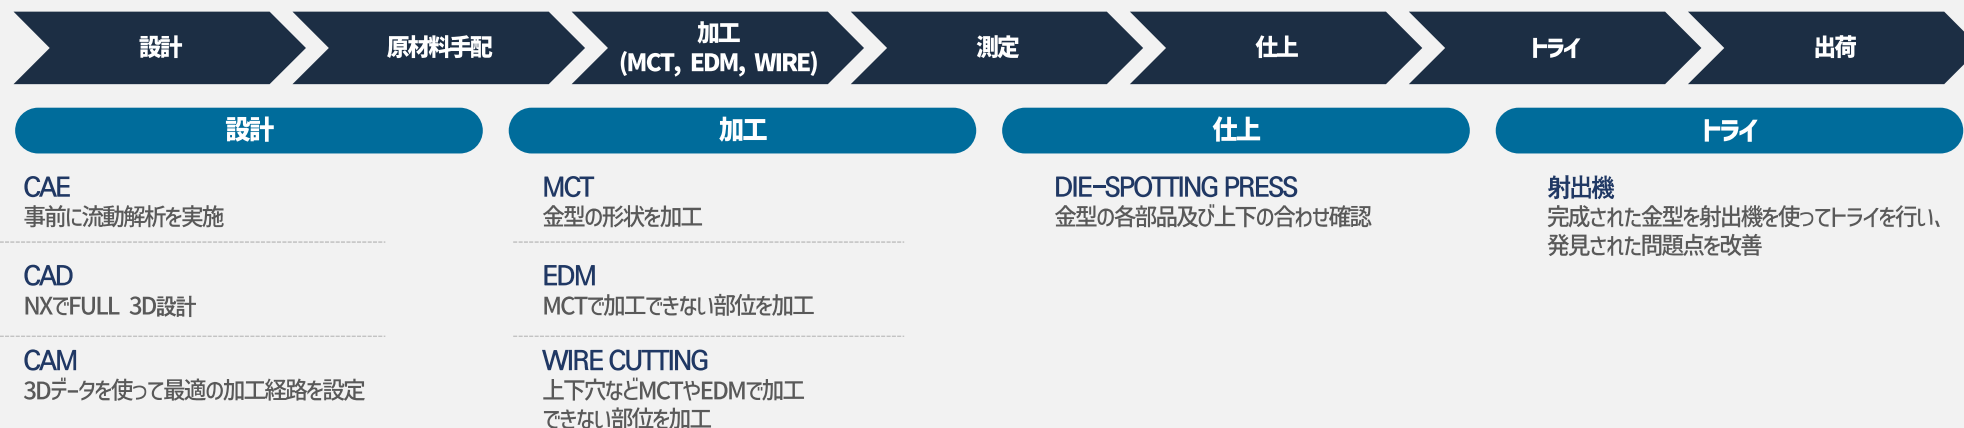 設計
原材料手配
加工
(MCT, EDM, WIRE)
測定
仕上
トライ
出荷
設計
CAE
事前に流動解析を実施
CAD
NXでFULL 3D設計
CAM
3Dデータを使って最適の加工経路を設定
加工
MCT
金型の形状を加工
EDM
MCTで加工できない部位を加工
WIRE CUTTING
上下穴などMCTやEDMで加工
できない部位を加工
仕上
DIE-SPOTTING PRESS
金型の各部品及び上下の合わせ確認
トライ
射出機
完成された金型を射出機を使ってトライを行い、
発見された問題点を改善